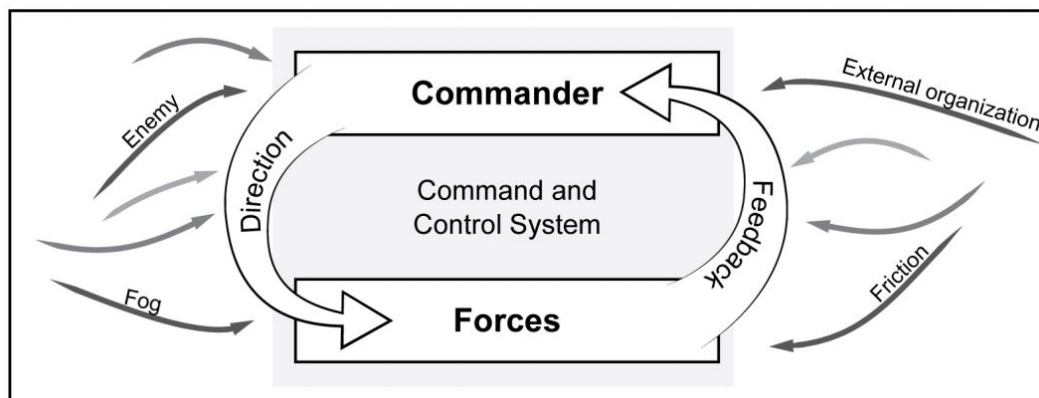 Commander
External organization
Enemy
Direction
Command and
Control System
Feedback
Fog
Forces
Friction